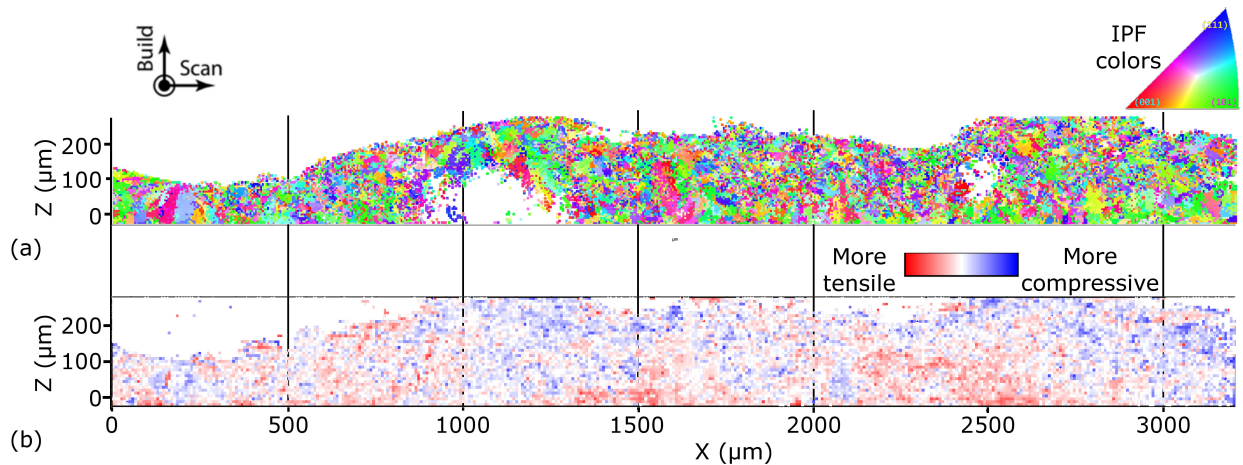 Build
Scan
IPF
colors
(111)
(001)
(101)
Z (µm)
200
100
0
(a)
µm
More
tensile
More
compressive
Z (µm)
200
100
0
(b)
0
500
1000
1500
2000
2500
3000
X (µm)